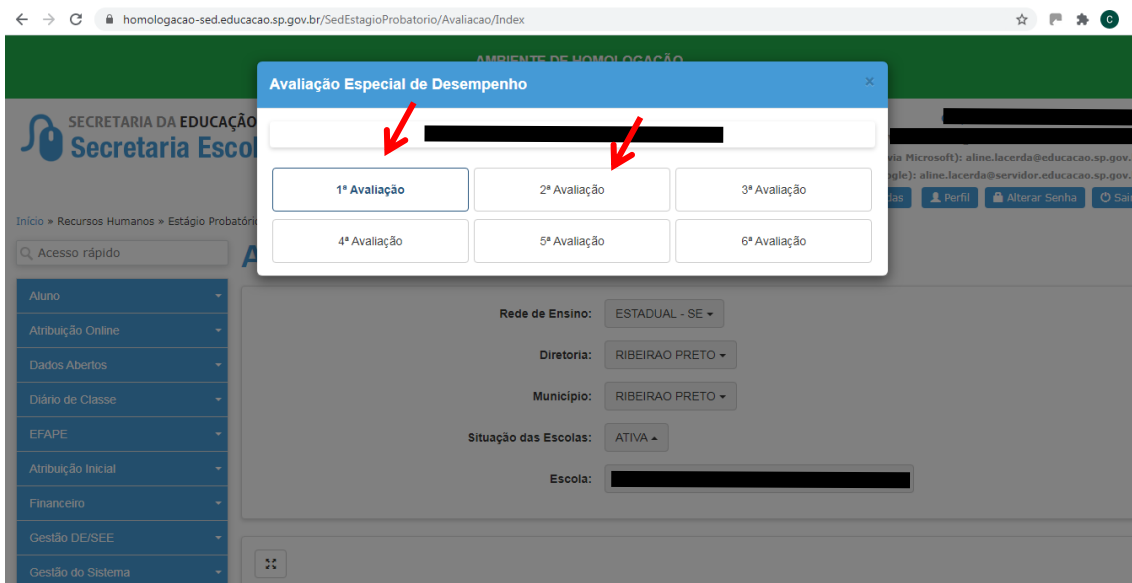 homologacao-sed.educacao.sp.gov.br/SedEstagioProbatorio/Avaliacao/Index
C
AMBIENTE DE HOMOLOGAÇÃO
Avaliação Especial de Desempenho ×
SECRETARIA DA EDUCAÇÃO
Secretaria Escol
via Microsoft): aline.lacerda@educacao.sp.gov.
gle): aline.lacerda@servidor.educacao.sp.gov.
das Perfil Alterar Senha Sair
1ª Avaliação 2ª Avaliação 3ª Avaliação
4ª Avaliação 5ª Avaliação 6ª Avaliação
Início » Recursos Humanos » Estágio Probatóri
Acesso rápido
A
Aluno
Atribuição Online
Dados Abertos
Diário de Classe
EFAPE
Atribuição Inicial
Financeiro
Gestão DE/SEE
Gestão do Sistema
Rede de Ensino: ESTADUAL - SE
Diretoria: RIBEIRAO PRETO
Município: RIBEIRAO PRETO
Situação das Escolas: ATIVA
Escola: